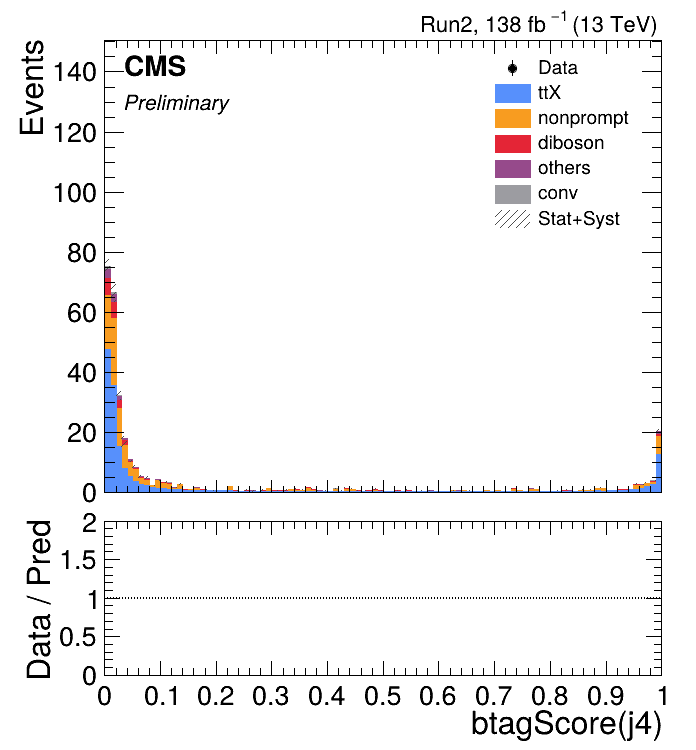 Run2, 138 fb⁻¹ (13 TeV)
Events
140
120
100
80
60
40
20
0
CMS
Preliminary
Data
ttX
nonprompt
diboson
others
conv
Stat+Syst
Data / Pred
2
1.5
1
0.5
0
0 0.1 0.2 0.3 0.4 0.5 0.6 0.7 0.8 0.9 1
btagScore(j4)